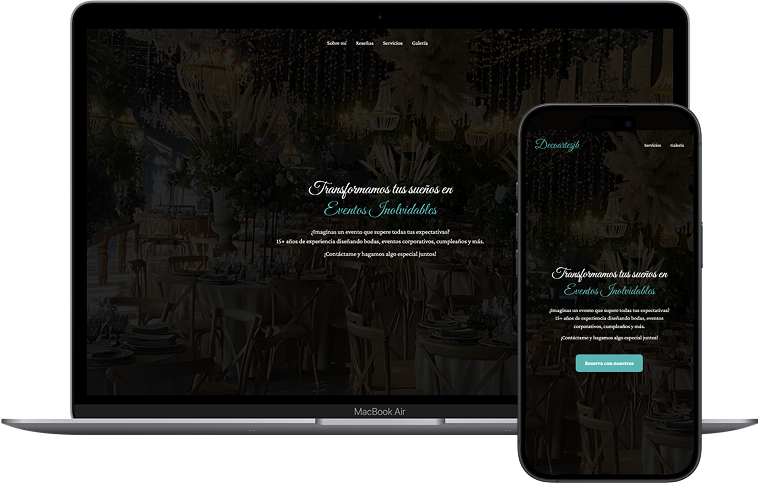 Sobre mí Reseñas Servicios Galería
Transformamos tus sueños en
Eventos Inolvidables
¿Imaginas un evento que supere todas tus expectativas?
15+ años de experiencia diseñando bodas, eventos corporativos, cumpleaños y más.
¡Contáctame y hagamos algo especial juntos!
MacBook Air
Decoartesjb Servicios Galería
Transformamos tus sueños en
Eventos Inolvidables
¿Imaginas un evento que supere todas tus expectativas?
15+ años de experiencia diseñando bodas, eventos
corporativos, cumpleaños y más.
¡Contáctame y hagamos algo especial juntos!
Reserva con nosotros